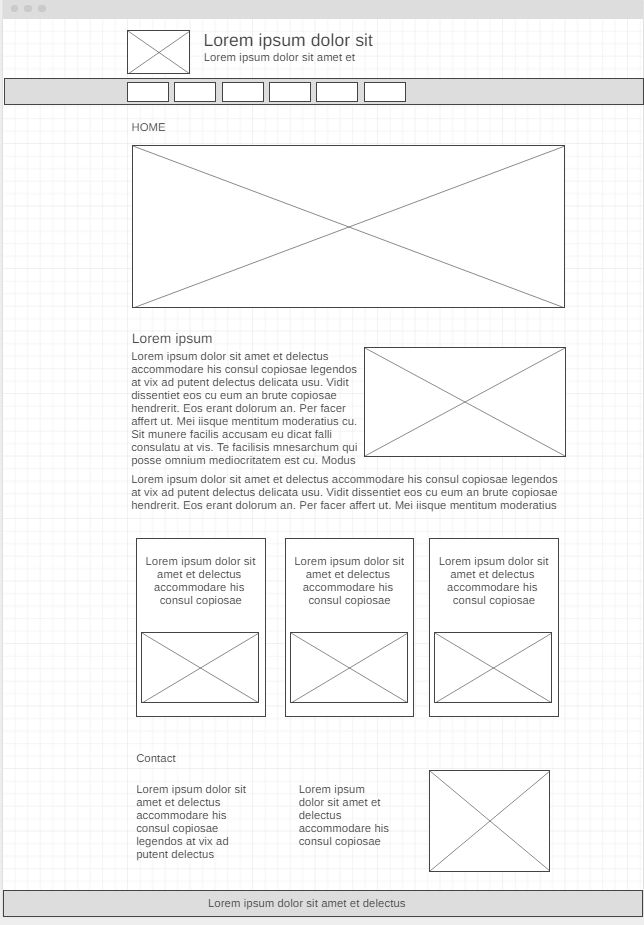 Lorem ipsum dolor sit
Lorem ipsum dolor sit amet et
HOME
Lorem ipsum
Lorem ipsum dolor sit amet et delectus
accommodare his consul copiosae legendos
at vix ad putent delectus delicata usu. Vidit
dissentiet eos cu eum an brute copiosae
hendrerit. Eos erant dolorum an. Per facer
affert ut. Mei iisque mentitum moderatius cu.
Sit munere facilis accusam eu dicat falli
consulatu at vis. Te facilisis mnesarchum qui
posse omnium mediocritatem est cu. Modus
Lorem ipsum dolor sit amet et delectus accommodare his consul copiosae legendos
at vix ad putent delectus delicata usu. Vidit dissentiet eos cu eum an brute copiosae
hendrerit. Eos erant dolorum an. Per facer affert ut. Mei iisque mentitum moderatius
Lorem ipsum dolor sit
amet et delectus
accommodare his
consul copiosae
Lorem ipsum dolor sit
amet et delectus
accommodare his
consul copiosae
Lorem ipsum dolor sit
amet et delectus
accommodare his
consul copiosae
Contact
Lorem ipsum dolor sit
amet et delectus
accommodare his
consul copiosae
legendos at vix ad
putent delectus
Lorem ipsum
dolor sit amet et
delectus
accommodare his
consul copiosae
Lorem ipsum dolor sit amet et delectus